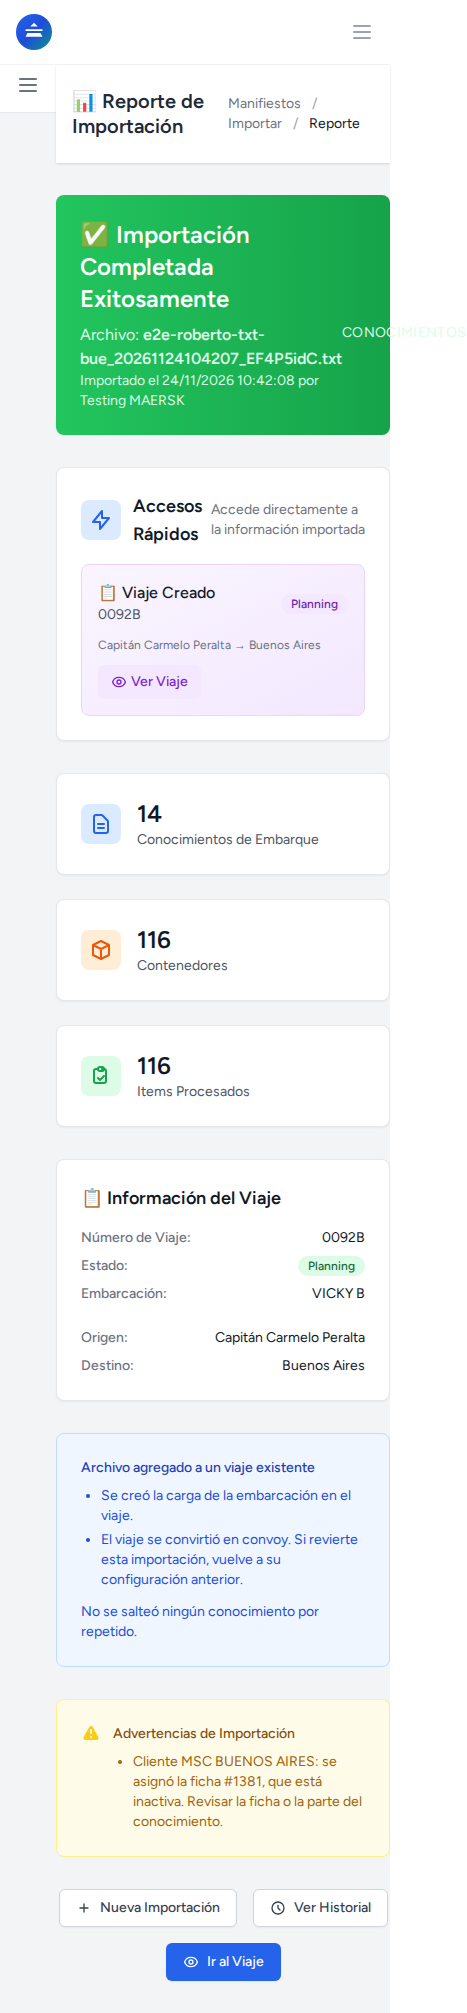 📊 Reporte de
Importación
Manifiestos /
Importar / Reporte
✅ Importación
Completada
Exitosamente
Archivo: e2e-roberto-txt-
bue_20261124104207_EF4P5idC.txt
CONOCIMIENTOS
Importado el 24/11/2026 10:42:08 por
Testing MAERSK
Accesos
Rápidos
Accede directamente a
la información importada
📋 Viaje Creado
0092B
Planning
Capitán Carmelo Peralta → Buenos Aires
Ver Viaje
14
Conocimientos de Embarque
116
Contenedores
116
Items Procesados
📋 Información del Viaje
Número de Viaje: 0092B
Estado: Planning
Embarcación: VICKY B
Origen: Capitán Carmelo Peralta
Destino: Buenos Aires
Archivo agregado a un viaje existente
• Se creó la carga de la embarcación en el
viaje.
• El viaje se convirtió en convoy. Si revierte
esta importación, vuelve a su
configuración anterior.
No se salteó ningún conocimiento por
repetido.
Advertencias de Importación
• Cliente MSC BUENOS AIRES: se
asignó la ficha #1381, que está
inactiva. Revisar la ficha o la parte del
conocimiento.
+ Nueva Importación
Ver Historial
Ir al Viaje